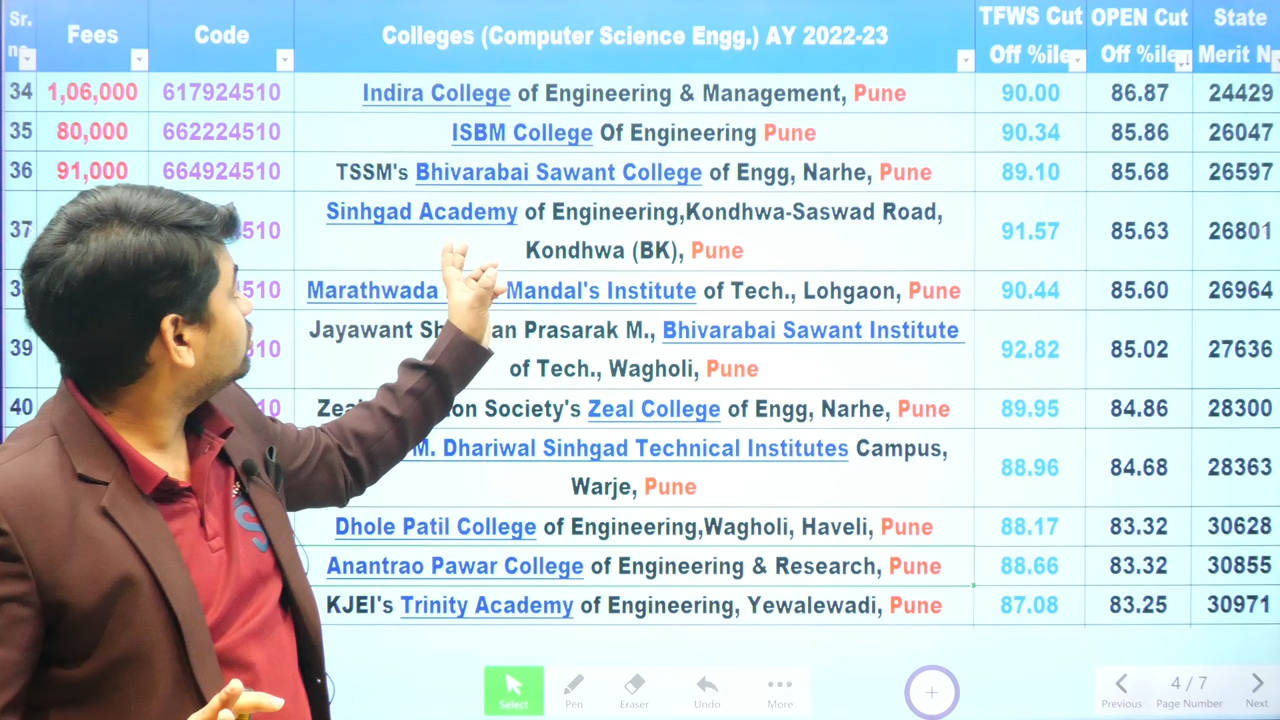 Sr. no Fees Code Colleges (Computer Science Engg.) AY 2022-23 TFWS Cut Off %ile OPEN Cut Off %ile State Merit N
34 1,06,000 617924510 Indira College of Engineering & Management, Pune 90.00 86.87 24429
35 80,000 662224510 ISBM College Of Engineering Pune 90.34 85.86 26047
36 91,000 664924510 TSSM's Bhivarabai Sawant College of Engg, Narhe, Pune 89.10 85.68 26597
37 510 Sinhgad Academy of Engineering,Kondhwa-Saswad Road,
Kondhwa (BK), Pune 91.57 85.63 26801
510 Marathwada Mandal's Institute of Tech., Lohgaon, Pune 90.44 85.60 26964
39 10 Jayawant Prasarak M., Bhivarabai Sawant Institute
of Tech., Wagholi, Pune 92.82 85.02 27636
40 10 Society's Zeal College of Engg, Narhe, Pune 89.95 84.86 28300
M. Dhariwal Sinhgad Technical Institutes Campus,
Warje, Pune 88.96 84.68 28363
Dhole Patil College of Engineering,Wagholi, Haveli, Pune 88.17 83.32 30628
Anantrao Pawar College of Engineering & Research, Pune 88.66 83.32 30855
KJEI's Trinity Academy of Engineering, Yewalewadi, Pune 87.08 83.25 30971
Select Pen Eraser Undo More
4 / 7
Previous Page Number Next